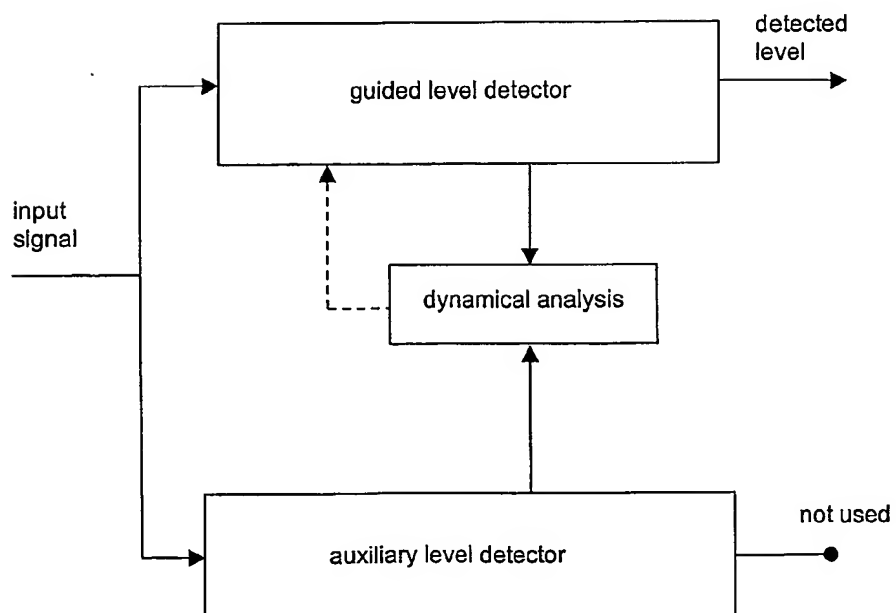 detected
level
guided level detector
input
signal
dynamical analysis
not used
auxiliary level detector